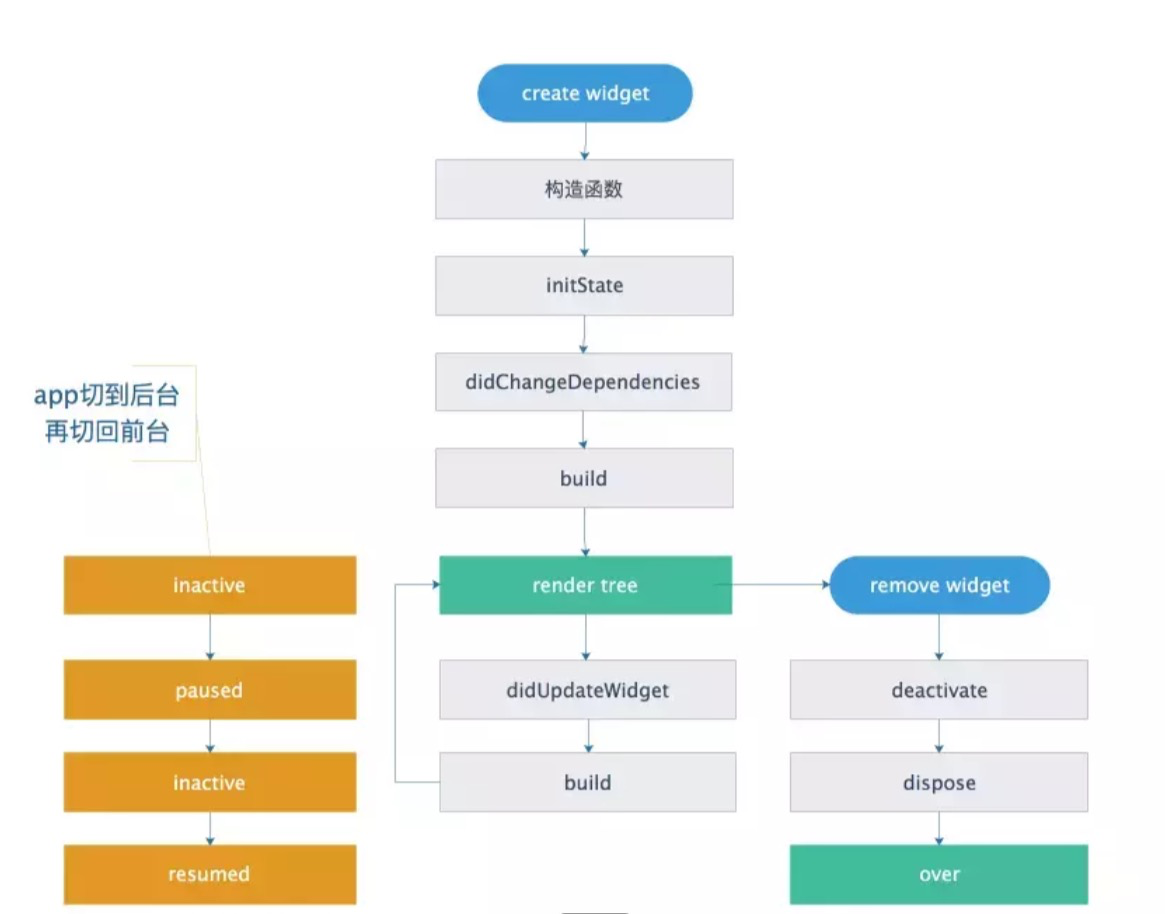 create widget
构造函数
initState
didChangeDependencies
build
app切到后台
再切回前台
inactive
render tree
remove widget
paused
didUpdateWidget
deactivate
inactive
build
dispose
resumed
over